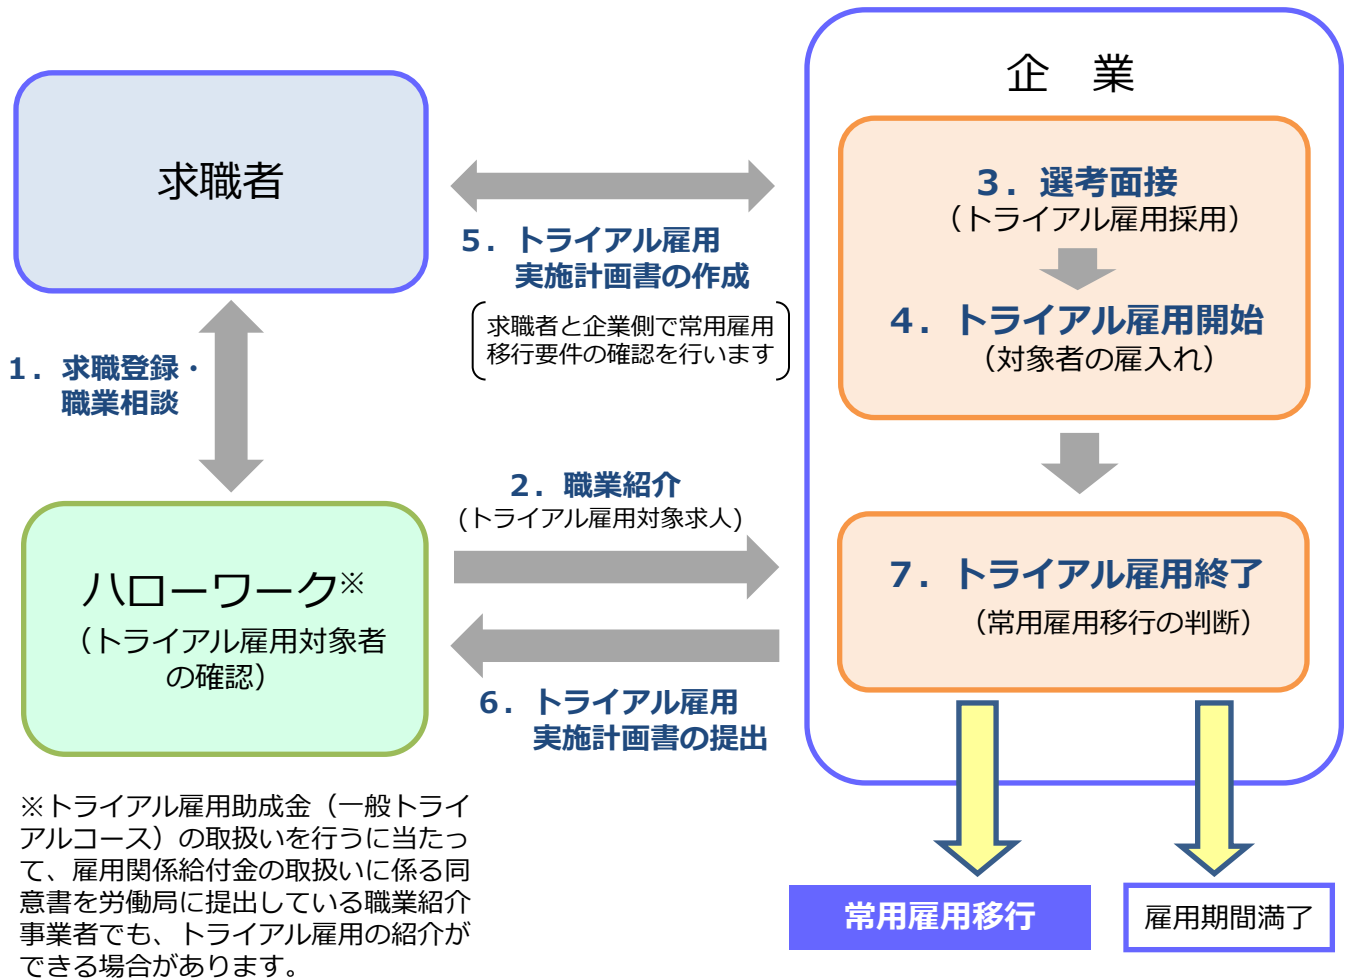 求職者
1．求職登録・
職業相談
ハローワーク※
（トライアル雇用対象者
の確認）
※トライアル雇用助成金（一般トライ
アルコース）の取扱いを行うに当たっ
て、雇用関係給付金の取扱いに係る同
意書を労働局に提出している職業紹介
事業者でも、トライアル雇用の紹介が
できる場合があります。
5．トライアル雇用
実施計画書の作成
求職者と企業側で常用雇用
移行要件の確認を行います
2．職業紹介
(トライアル雇用対象求人)
6．トライアル雇用
実施計画書の提出
企　業
3．選考面接
（トライアル雇用採用）
4．トライアル雇用開始
（対象者の雇入れ）
7．トライアル雇用終了
（常用雇用移行の判断）
常用雇用移行
雇用期間満了